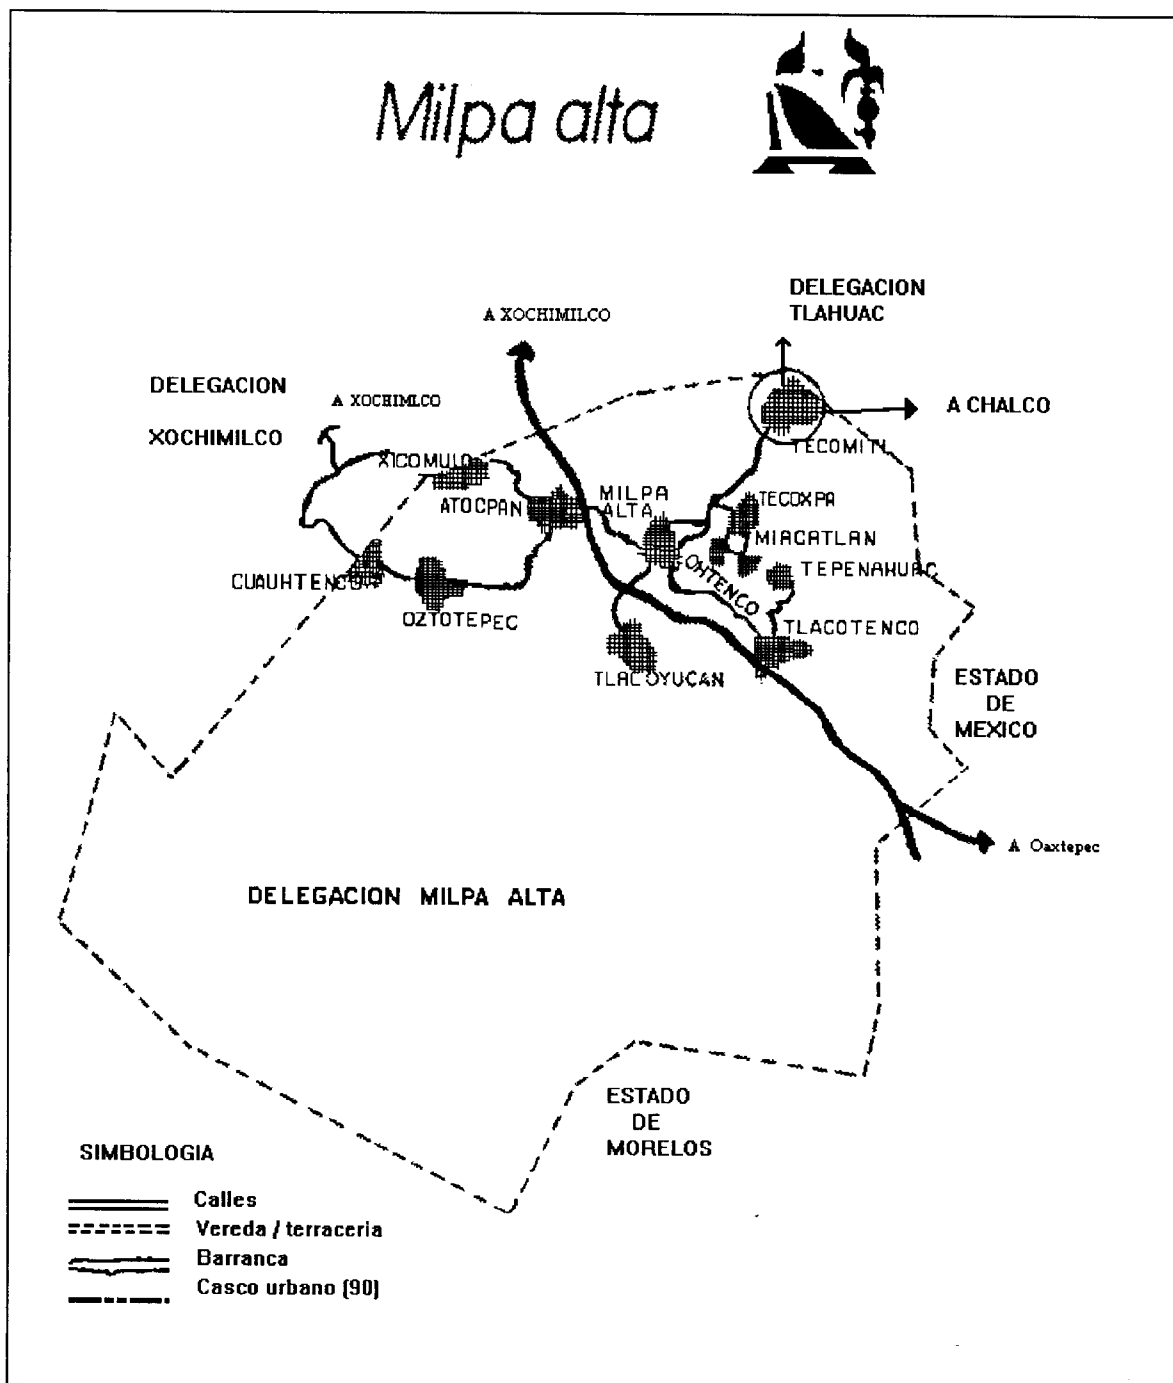 Milpa alta
DELEGACION
TLAHUAC
A XOCHIMILCO
DELEGACION
XOCHIMILCO
A XOCHIMLCO
A CHALCO
TECOMITL
XICOMULCO
ATOCPAN
MILPA
ALTA
TECOXPA
MIACATLAN
OHTENCO
TEPENAHUAC
CUAUHTENCO
OZTOTEPEC
TLACOTENCO
TLACOYUCAN
ESTADO
DE
MEXICO
A Oaxtepec
DELEGACION MILPA ALTA
ESTADO
DE
MORELOS
SIMBOLOGIA
Calles
Vereda / terraceria
Barranca
Casco urbano (90)